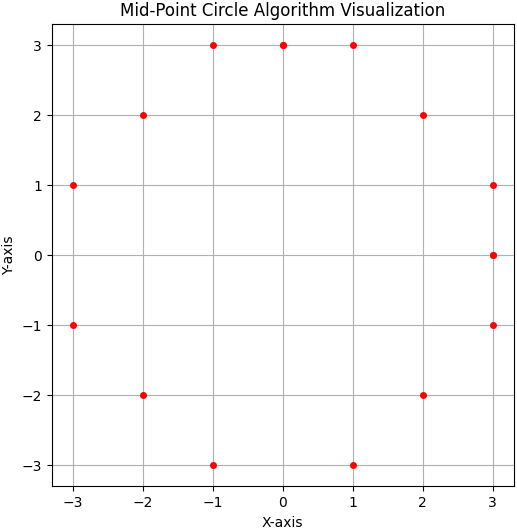 Mid-Point Circle Algorithm Visualization
3
2
1
0
−1
−2
−3
Y-axis
−3 −2 −1 0 1 2 3
X-axis